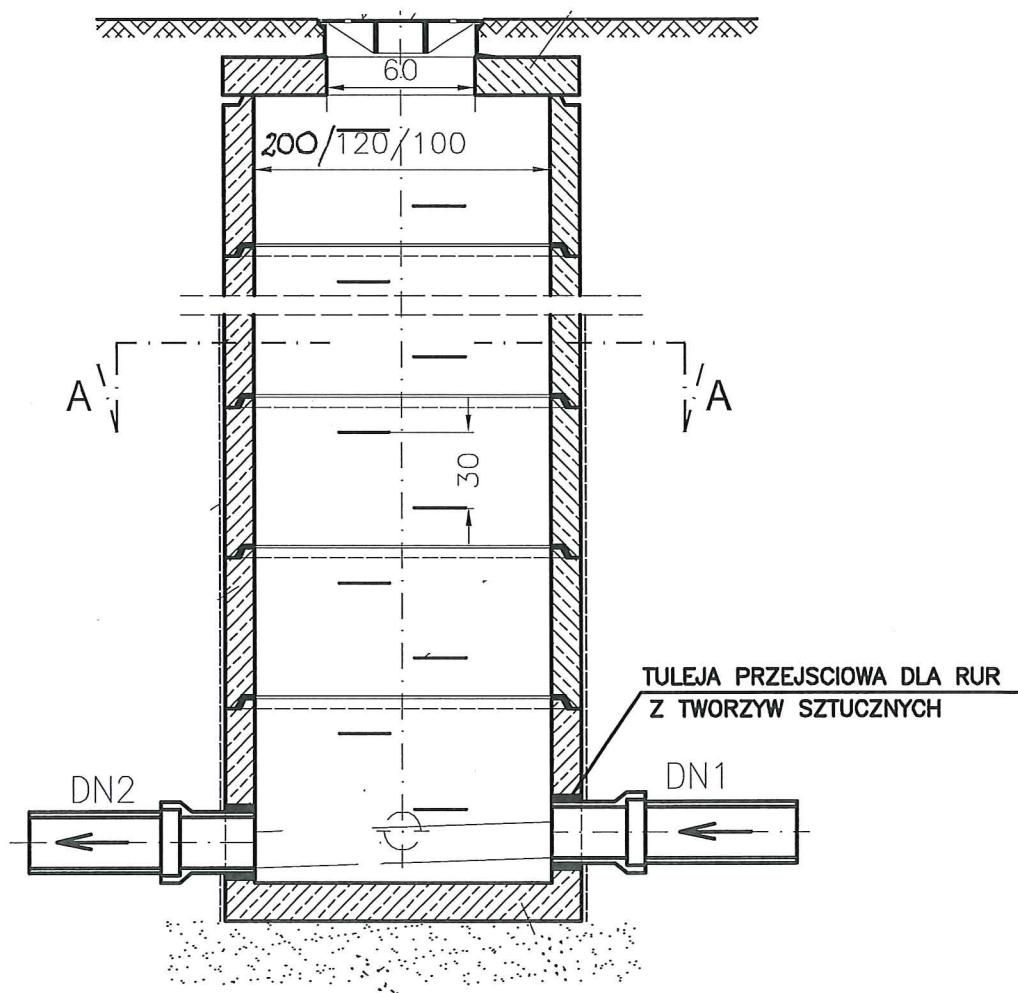 60
200/120/100
A
A
30
TULEJA PRZEJSCIOWA DLA RUR
Z TWORZYW SZTUCZNYCH
DN2
DN1